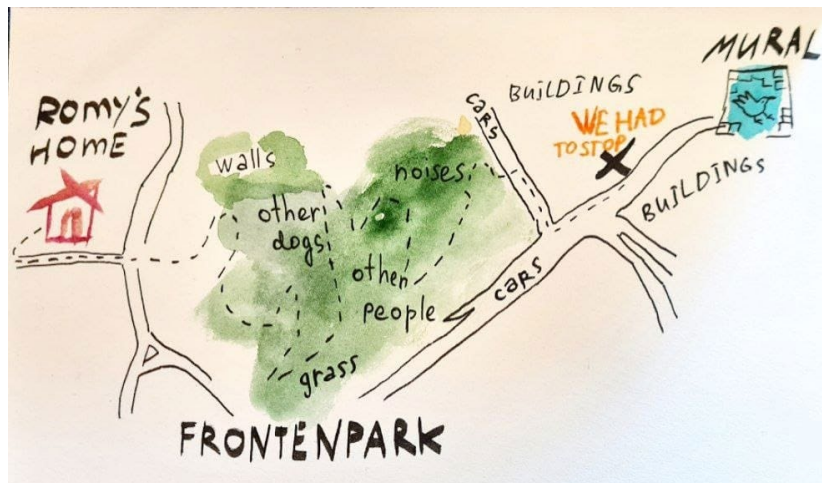 ROMY'S
HOME
walls
other
dogs
noises
other
people
grass
FRONTENPARK
CARS
BUiLDiNGS
WE HAD
TO STOP
CARS
MURAL
BUiLDINGS